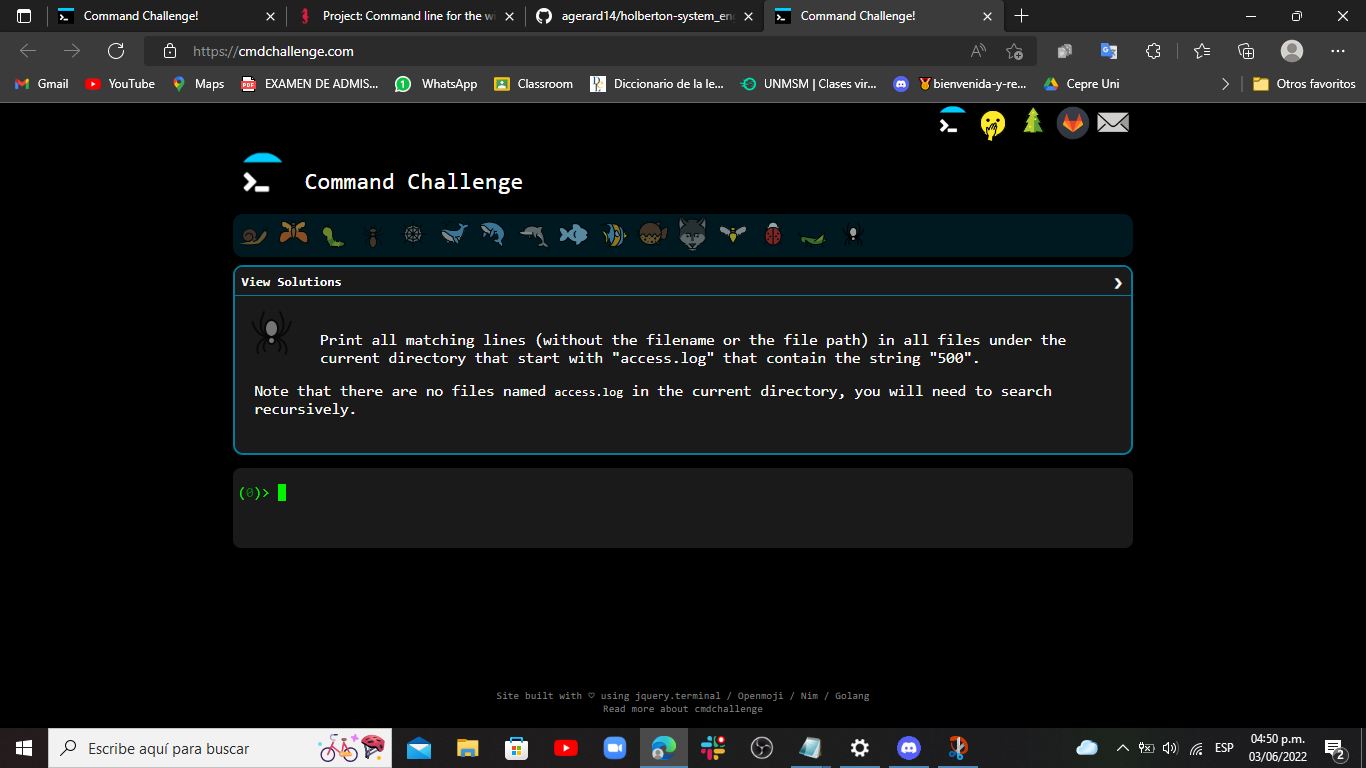 Command Challenge!
Project: Command line for the wi
agerard14/holberton-system_eng
Command Challenge!
https://cmdchallenge.com
Gmail
YouTube
Maps
PDF
EXAMEN DE ADMIS...
1
WhatsApp
Classroom
Diccionario de la le...
UNMSM | Clases vir...
bienvenida-y-re...
Cepre Uni
Otros favoritos
Command Challenge
View Solutions
Print all matching lines (without the filename or the file path) in all files under the
current directory that start with "access.log" that contain the string "500".
Note that there are no files named access.log in the current directory, you will need to search
recursively.
(0)>
Site built with ♡ using jquery.terminal / Openmoji / Nim / Golang
Read more about cmdchallenge
Escribe aquí para buscar
ESP
04:50 p.m.
03/06/2022
2